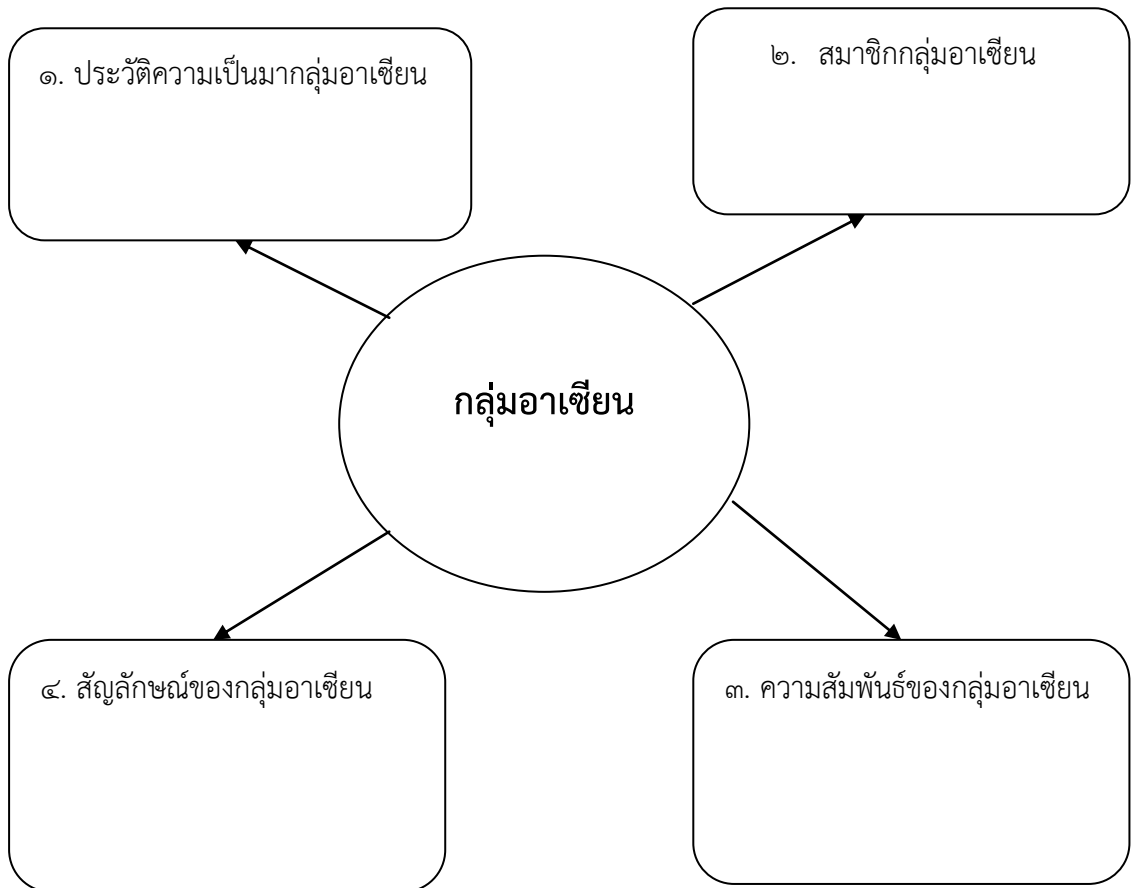 ๑. ประวัติความเป็นมากลุ่มอาเซียน
๒. สมาชิกกลุ่มอาเซียน
กลุ่มอาเซียน
๔. สัญลักษณ์ของกลุ่มอาเซียน
๓. ความสัมพันธ์ของกลุ่มอาเซียน